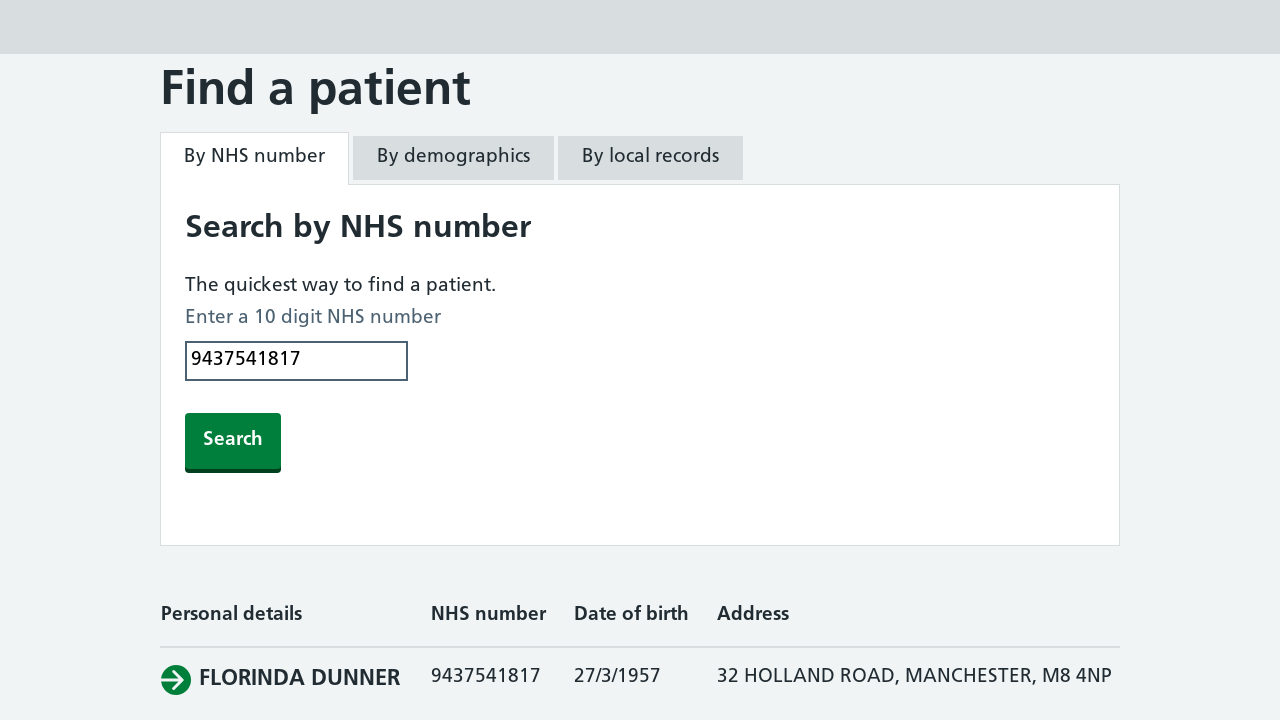 Find a patient
By NHS number
By demographics
By local records
Search by NHS number
The quickest way to find a patient.
Enter a 10 digit NHS number
9437541817
Search
Personal details NHS number Date of birth Address
FLORINDA DUNNER 9437541817 27/3/1957 32 HOLLAND ROAD, MANCHESTER, M8 4NP